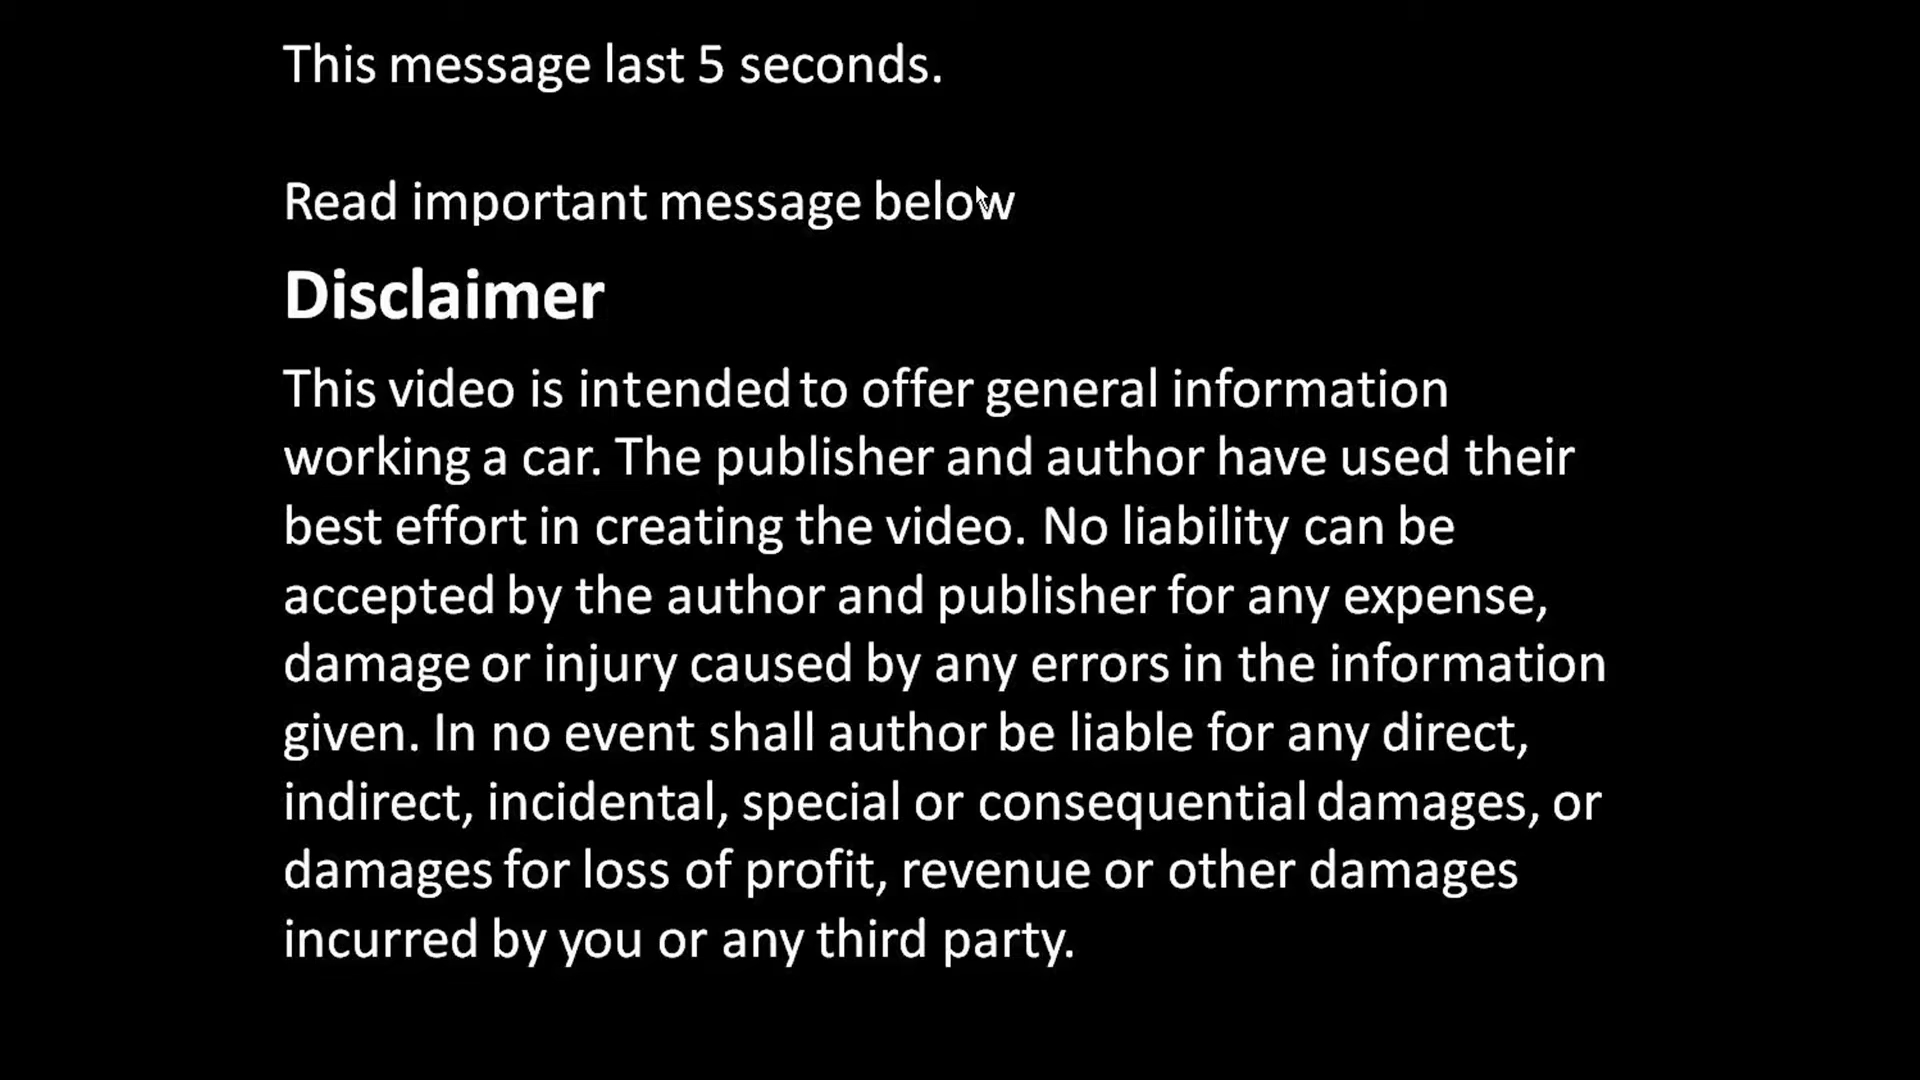 This message last 5 seconds.
Read important message below
Disclaimer
This video is intended to offer general information
working a car. The publisher and author have used their
best effort in creating the video. No liability can be
accepted by the author and publisher for any expense,
damage or injury caused by any errors in the information
given. In no event shall author be liable for any direct,
indirect, incidental, special or consequential damages, or
damages for loss of profit, revenue or other damages
incurred by you or any third party.